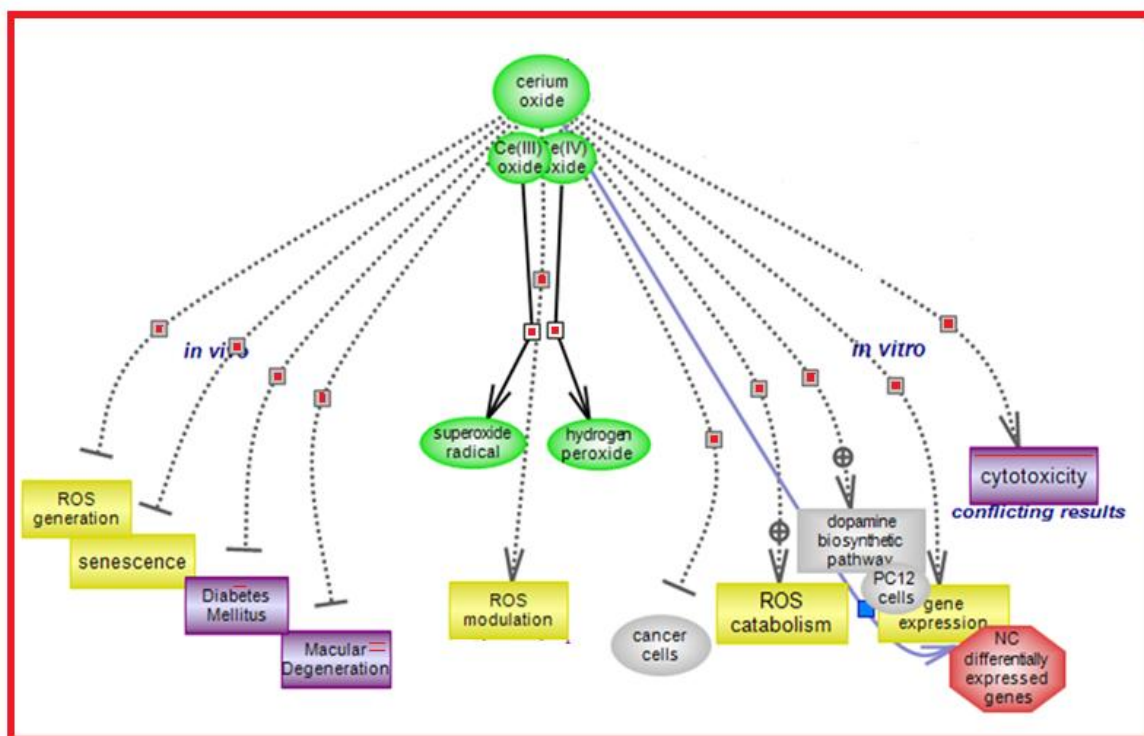 cerium
oxide
Ce(III)
oxide
e(IV)
oxide
in vivo
in vitro
superoxide
radical
hydrogen
peroxide
cytotoxicity
conflicting results
ROS
generation
senescence
Diabetes
Mellitus
Macular
Degeneration
ROS
modulation
cancer
cells
ROS
catabolism
dopamine
biosynthetic
pathway
PC12
cells
gene
expression
NC
differentially
expressed
genes